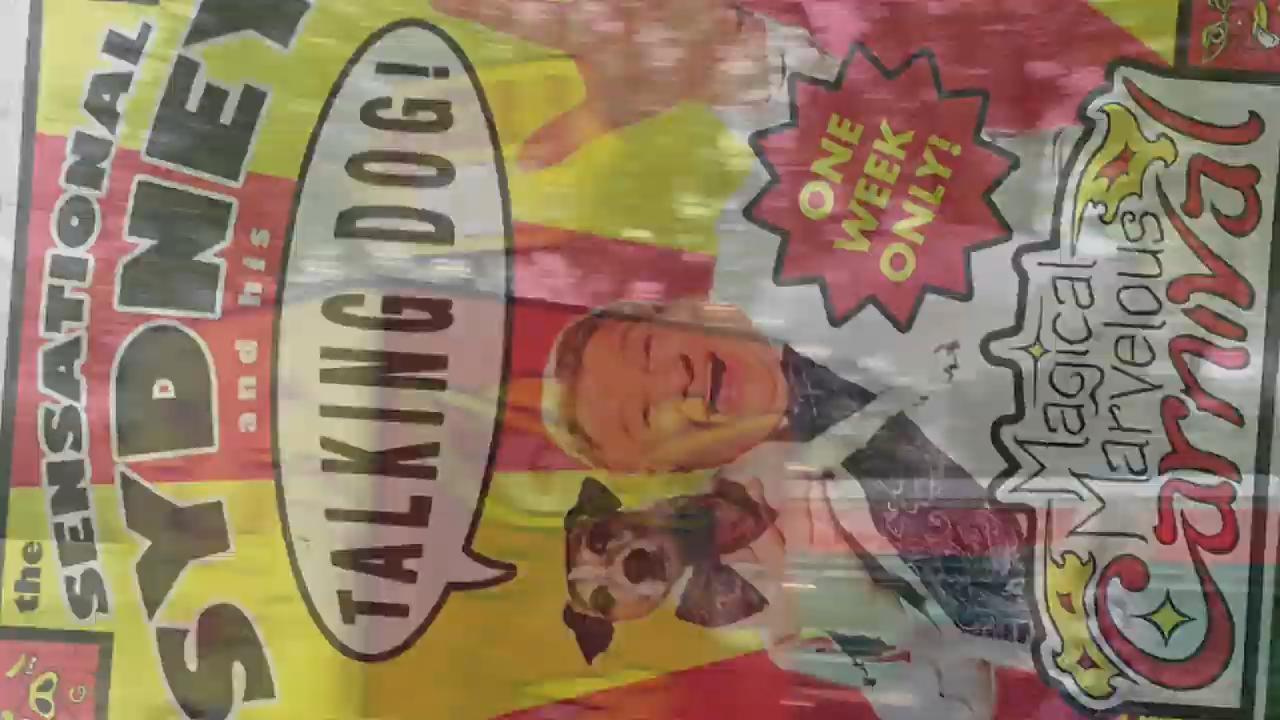 the
SENSATIONAL
SYDNEY
and his
TALKING DOG!
ONE
WEEK
ONLY!
Magical
Marvelous
Carnival